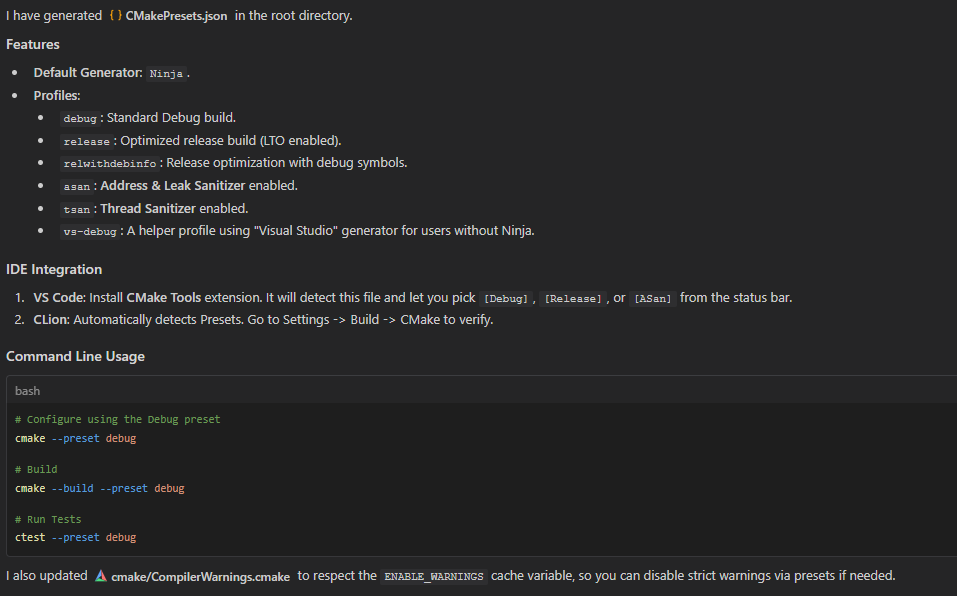 I have generated {} CMakePresets.json in the root directory.
Features
• Default Generator: Ninja.
• Profiles:
• debug: Standard Debug build.
• release: Optimized release build (LTO enabled).
• relwithdebinfo: Release optimization with debug symbols.
• asan: Address & Leak Sanitizer enabled.
• tsan: Thread Sanitizer enabled.
• vs-debug: A helper profile using "Visual Studio" generator for users without Ninja.
IDE Integration
1. VS Code: Install CMake Tools extension. It will detect this file and let you pick [Debug], [Release], or [ASan] from the status bar.
2. CLion: Automatically detects Presets. Go to Settings -> Build -> CMake to verify.
Command Line Usage
bash
# Configure using the Debug preset
cmake --preset debug
# Build
cmake --build --preset debug
# Run Tests
ctest --preset debug
I also updated cmake/CompilerWarnings.cmake to respect the ENABLE_WARNINGS cache variable, so you can disable strict warnings via presets if needed.